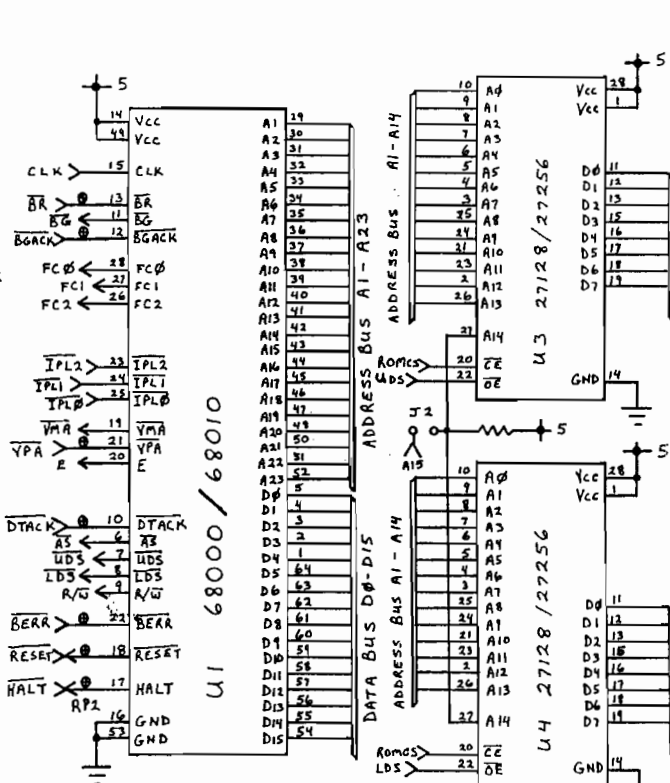 5
14 Vcc
49 Vcc
CLK 15 CLK
BR 13 BR
BG 11 BG
BGACK 12 BGACK
FCØ 28 FCØ
FC1 27 FC1
FC2 26 FC2
IPL2 23 IPL2
IPL1 24 IPL1
IPLØ 25 IPLØ
VMA 19 VMA
VPA 21 VPA
E 20 E
DTACK 10 DTACK
AS 6 AS
UDS 7 UDS
LDS 8 LDS
R/W 9 R/W
BERR 22 BERR
RESET 18 RESET
HALT 17 HALT
RP2
16 GND
53 GND
U1 68000/68010
A1 29
A2 30
A3 31
A4 32
A5 33
A6 34
A7 35
A8 36
A9 37
A10 38
A11 39
A12 40
A13 41
A14 42
A15 43
A16 44
A17 45
A18 46
A19 47
A20 48
A21 50
A22 51
A23 52
DØ 5
D1 4
D2 3
D3 2
D4 1
D5 64
D6 63
D7 62
D8 61
D9 60
D10 59
D11 58
D12 57
D13 56
D14 55
D15 54
ADDRESS BUS A1-A23
DATA BUS DØ-D15
ADDRESS BUS A1-A14
5
10 AØ
9 A1
8 A2
7 A3
6 A4
5 A5
4 A6
3 A7
25 A8
24 A9
21 A10
23 A11
2 A12
26 A13
27 A14
ROMCS 20 CE
UDS 22 OE
U3 27128/27256
Vcc 28
Vcc 1
DØ 11
D1 12
D2 13
D3 15
D4 16
D5 17
D6 18
D7 19
GND 14
J2
A15
5
5
ADDRESS BUS A1-A14
10 AØ
9 A1
8 A2
7 A3
6 A4
5 A5
4 A6
3 A7
25 A8
24 A9
21 A10
23 A11
2 A12
26 A13
27 A14
ROMCS 20 CE
LDS 22 OE
U4 27128/27256
Vcc 28
Vcc 1
DØ 11
D1 12
D2 13
D3 15
D4 16
D5 17
D6 18
D7 19
GND 14